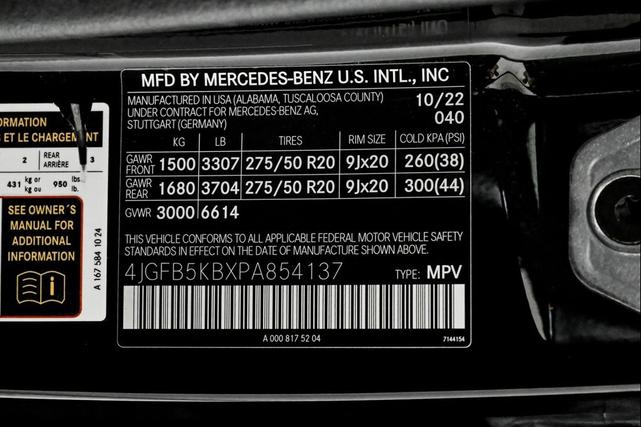 MFD BY MERCEDES-BENZ U.S. INTL., INC
MANUFACTURED IN USA (ALABAMA, TUSCALOOSA COUNTY)
UNDER CONTRACT FOR MERCEDES-BENZ AG,
STUTTGART (GERMANY)
10/22
040
KG LB TIRES RIM SIZE COLD KPA (PSI)
GAWR FRONT 1500 3307 275/50 R20 9Jx20 260(38)
GAWR REAR 1680 3704 275/50 R20 9Jx20 300(44)
GVWR 3000 6614
THIS VEHICLE CONFORMS TO ALL APPLICABLE FEDERAL MOTOR VEHICLE SAFETY
STANDARDS IN EFFECT ON THE DATE OF MANUFACTURE SHOWN ABOVE.
4JGFB5KBXPA854137 TYPE: MPV
A 000 817 52 04
7144154
ORMATION
S ET LE CHARGEMENT
2 REAR ARRIÈRE 3
431 kg or kg ou 950 lbs. lb.
SEE OWNER´S
MANUAL FOR
ADDITIONAL
INFORMATION
A 167 584 10 24